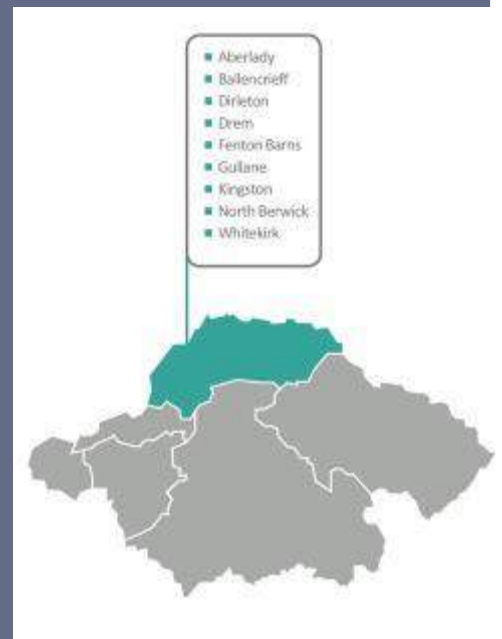 Aberlady
Ballencrieff
Dirleton
Drem
Fenton Barns
Gullane
Kingston
North Berwick
Whitekirk